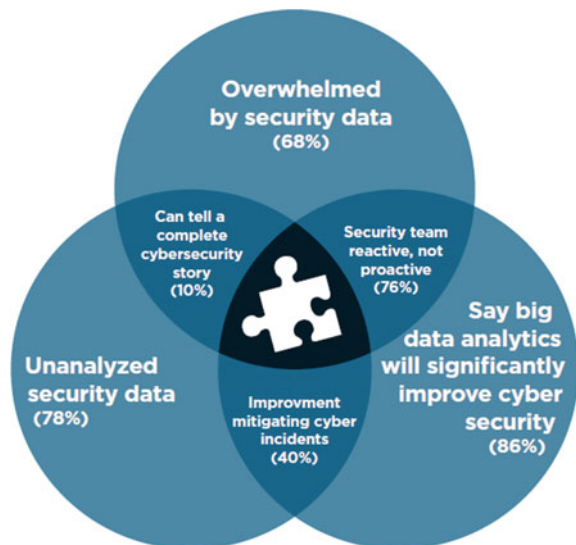 Overwhelmed
by security data
(68%)
Can tell a
complete
cybersecurity
story
(10%)
Security team
reactive, not
proactive
(76%)
Unanalyzed
security data
(78%)
Say big
data analytics
will significantly
improve cyber
security
(86%)
Improvment
mitigating cyber
incidents
(40%)